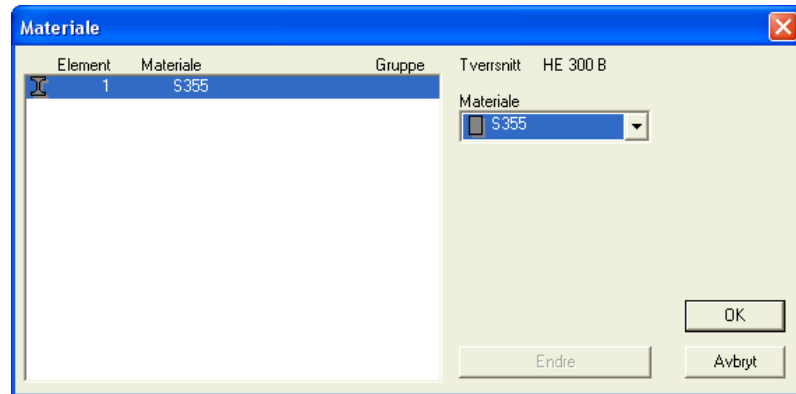 Materiale
Element Materiale Gruppe
1 S355
Tverrsnitt HE 300 B
Materiale
S355
OK
Endre
Avbryt